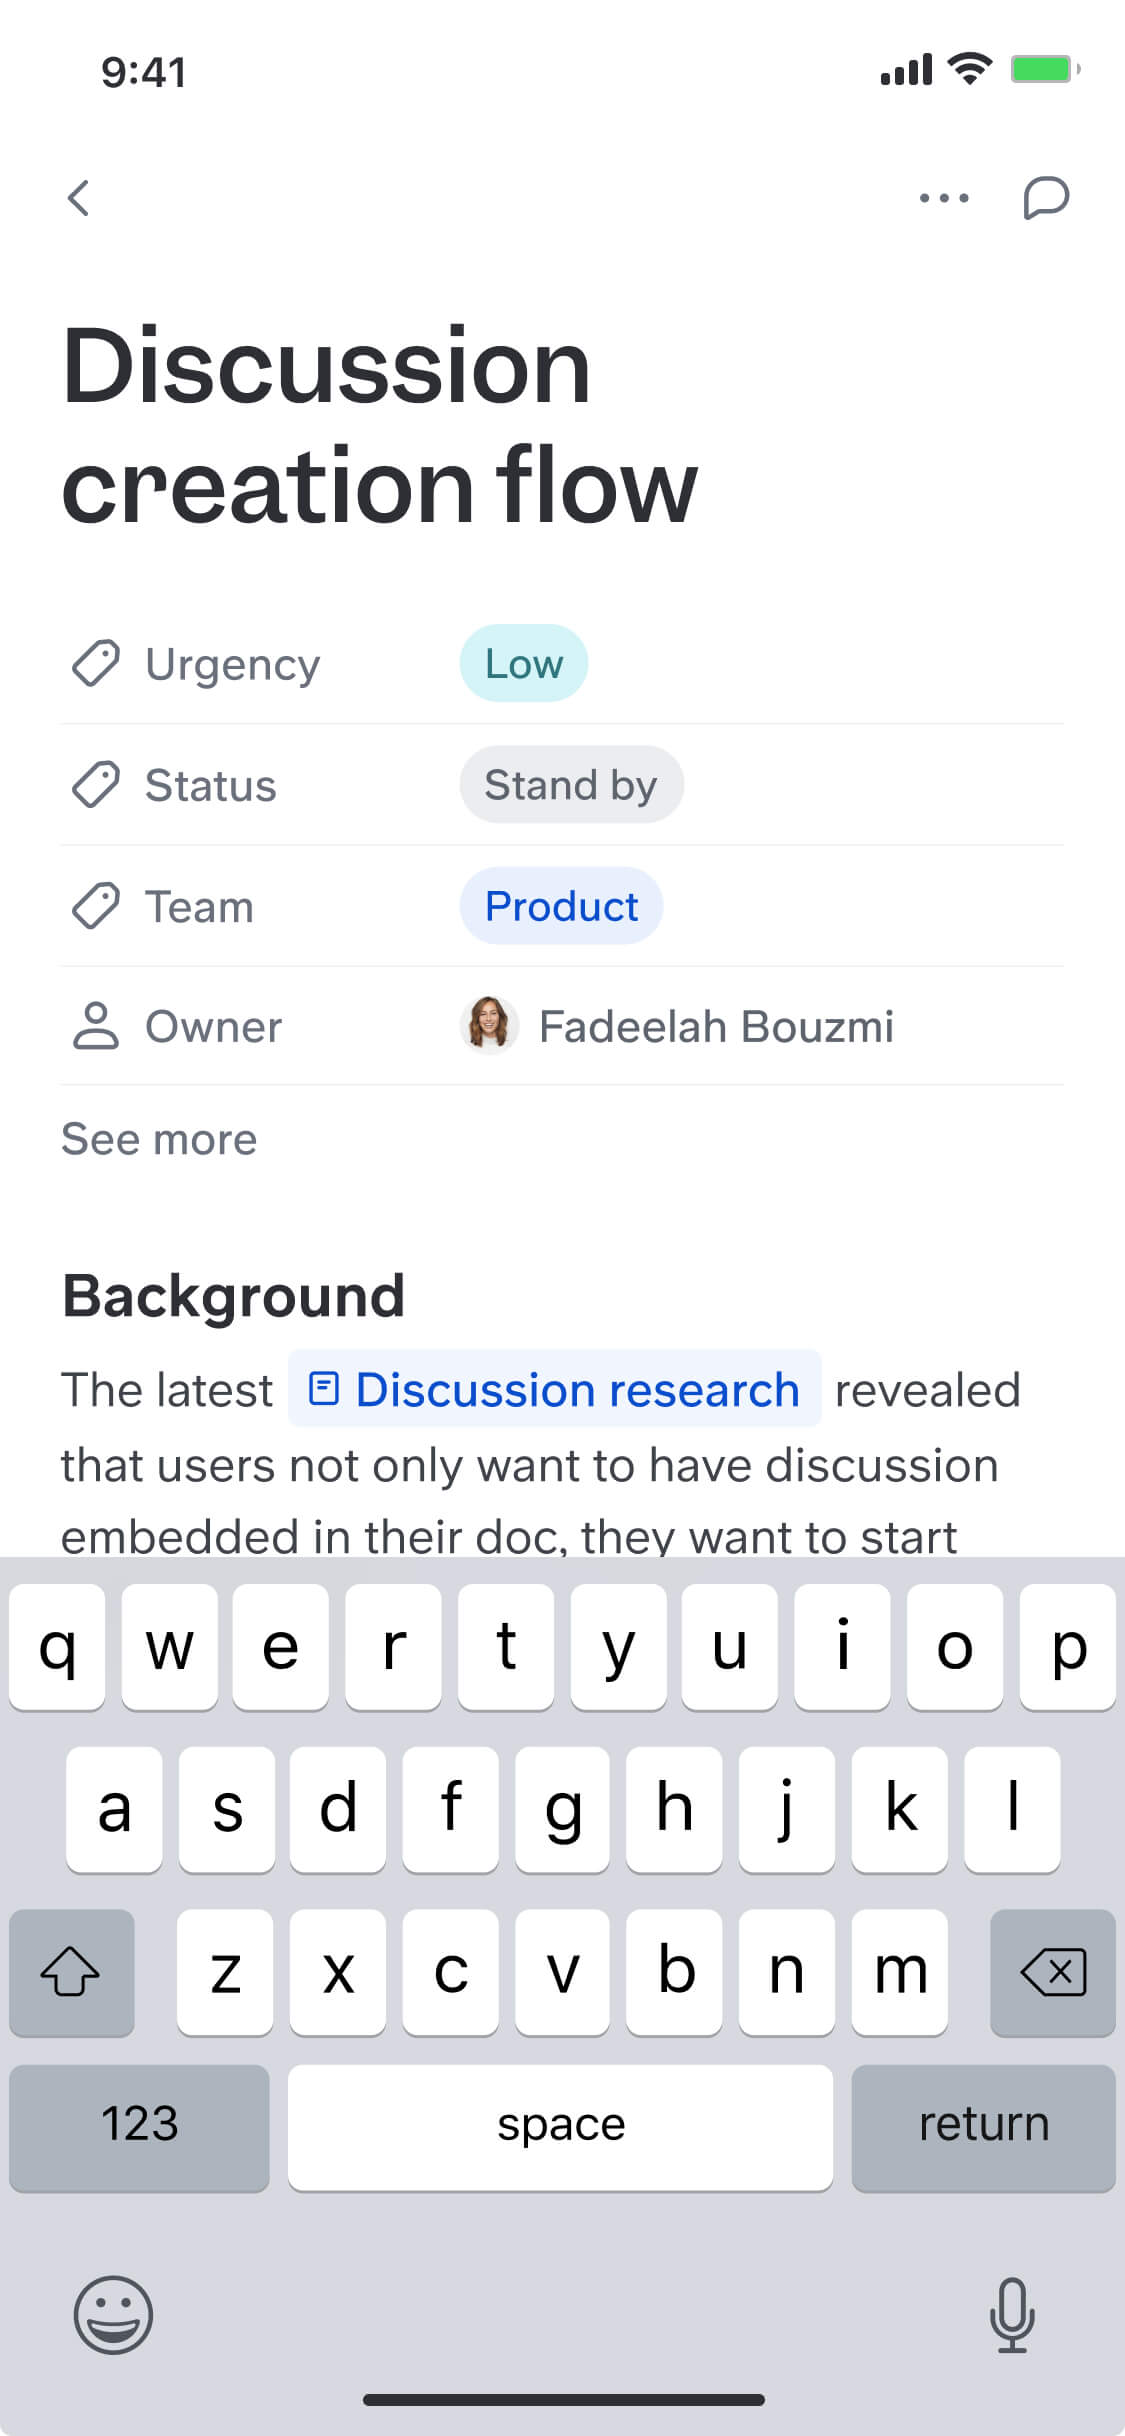 9:41
Discussion
creation flow
Urgency Low
Status Stand by
Team Product
Owner Fadeelah Bouzmi
See more
Background
The latest Discussion research revealed
that users not only want to have discussion
embedded in their doc, they want to start
q w e r t y u i o p
a s d f g h j k l
z x c v b n m
123 space return